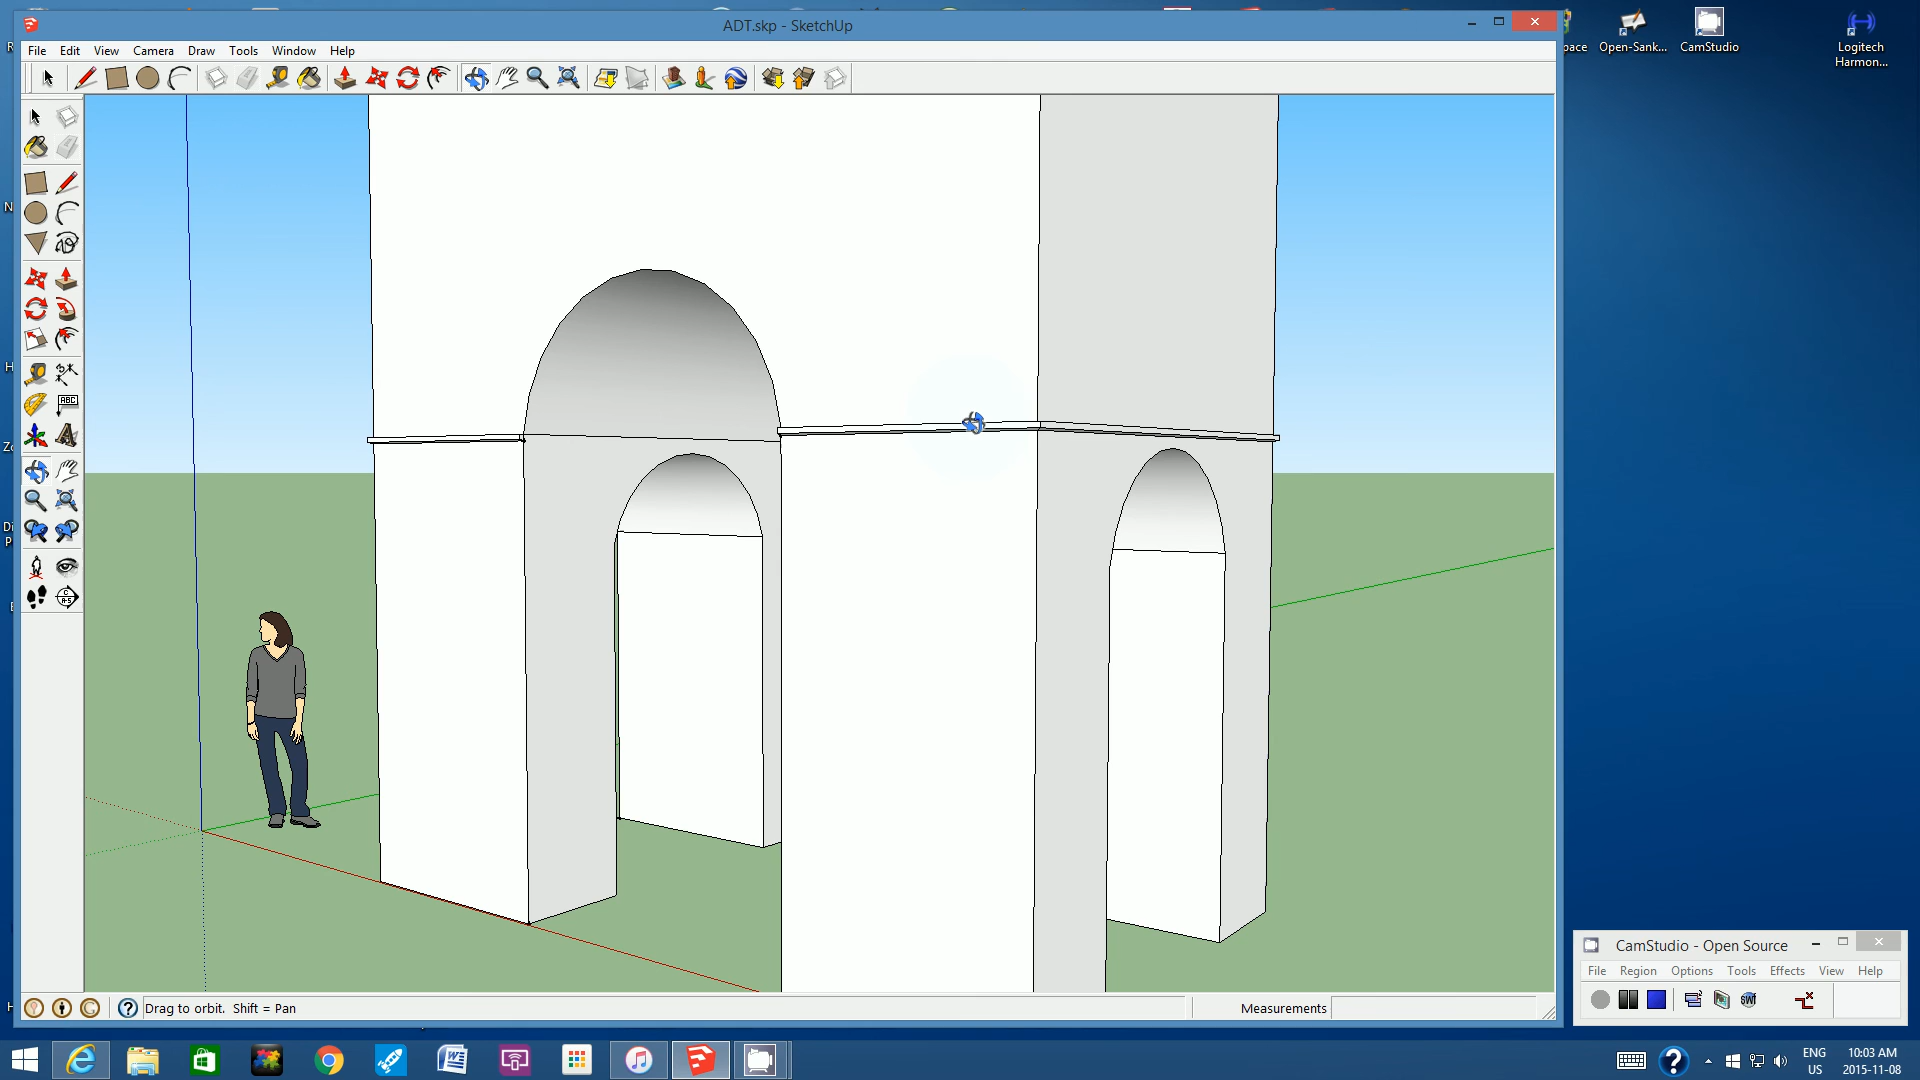 ADT.skp - SketchUp
File Edit View Camera Draw Tools Window Help
ABC
Drag to orbit. Shift = Pan
Measurements
Open-Sank...
CamStudio
Logitech
Harmon...
CamStudio - Open Source
File Region Options Tools Effects View Help
ENG
US
10:03 AM
2015-11-08